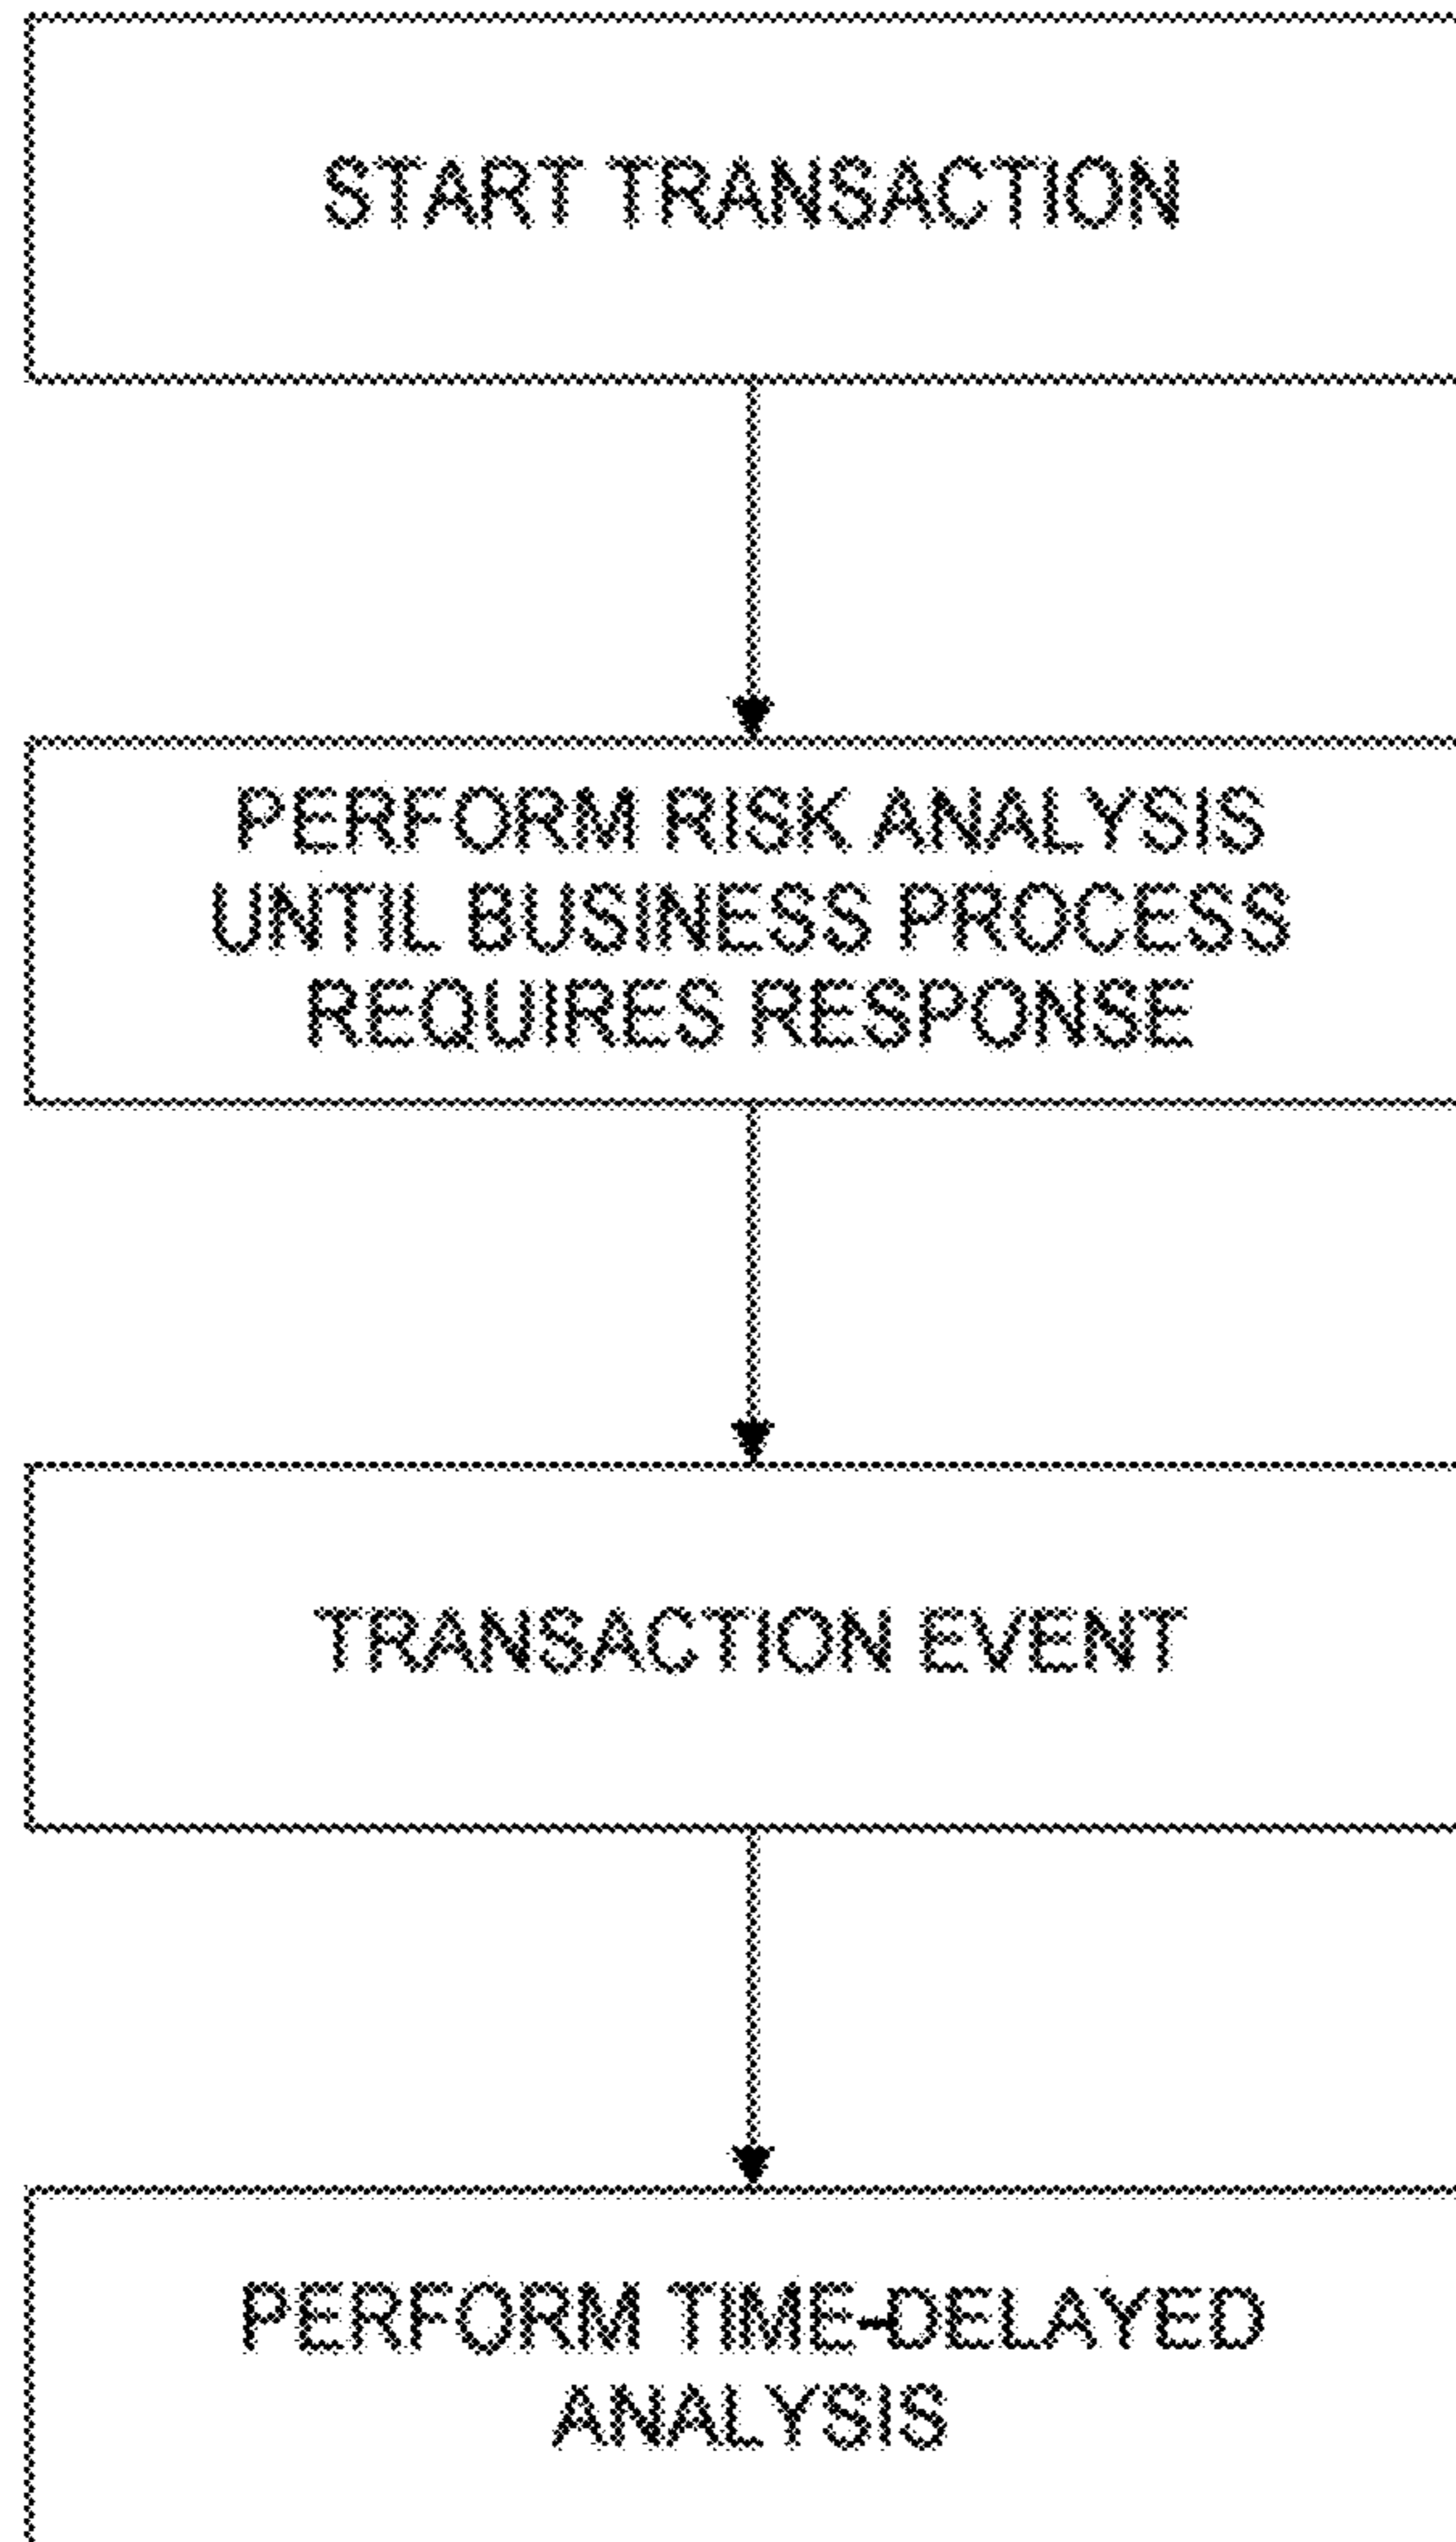 START TRANSACTION
PERFORM RISK ANALYSIS
UNTIL BUSINESS PROCESS
REQUIRES RESPONSE
TRANSACTION EVENT
PERFORM TIME-DELAYED
ANALYSIS